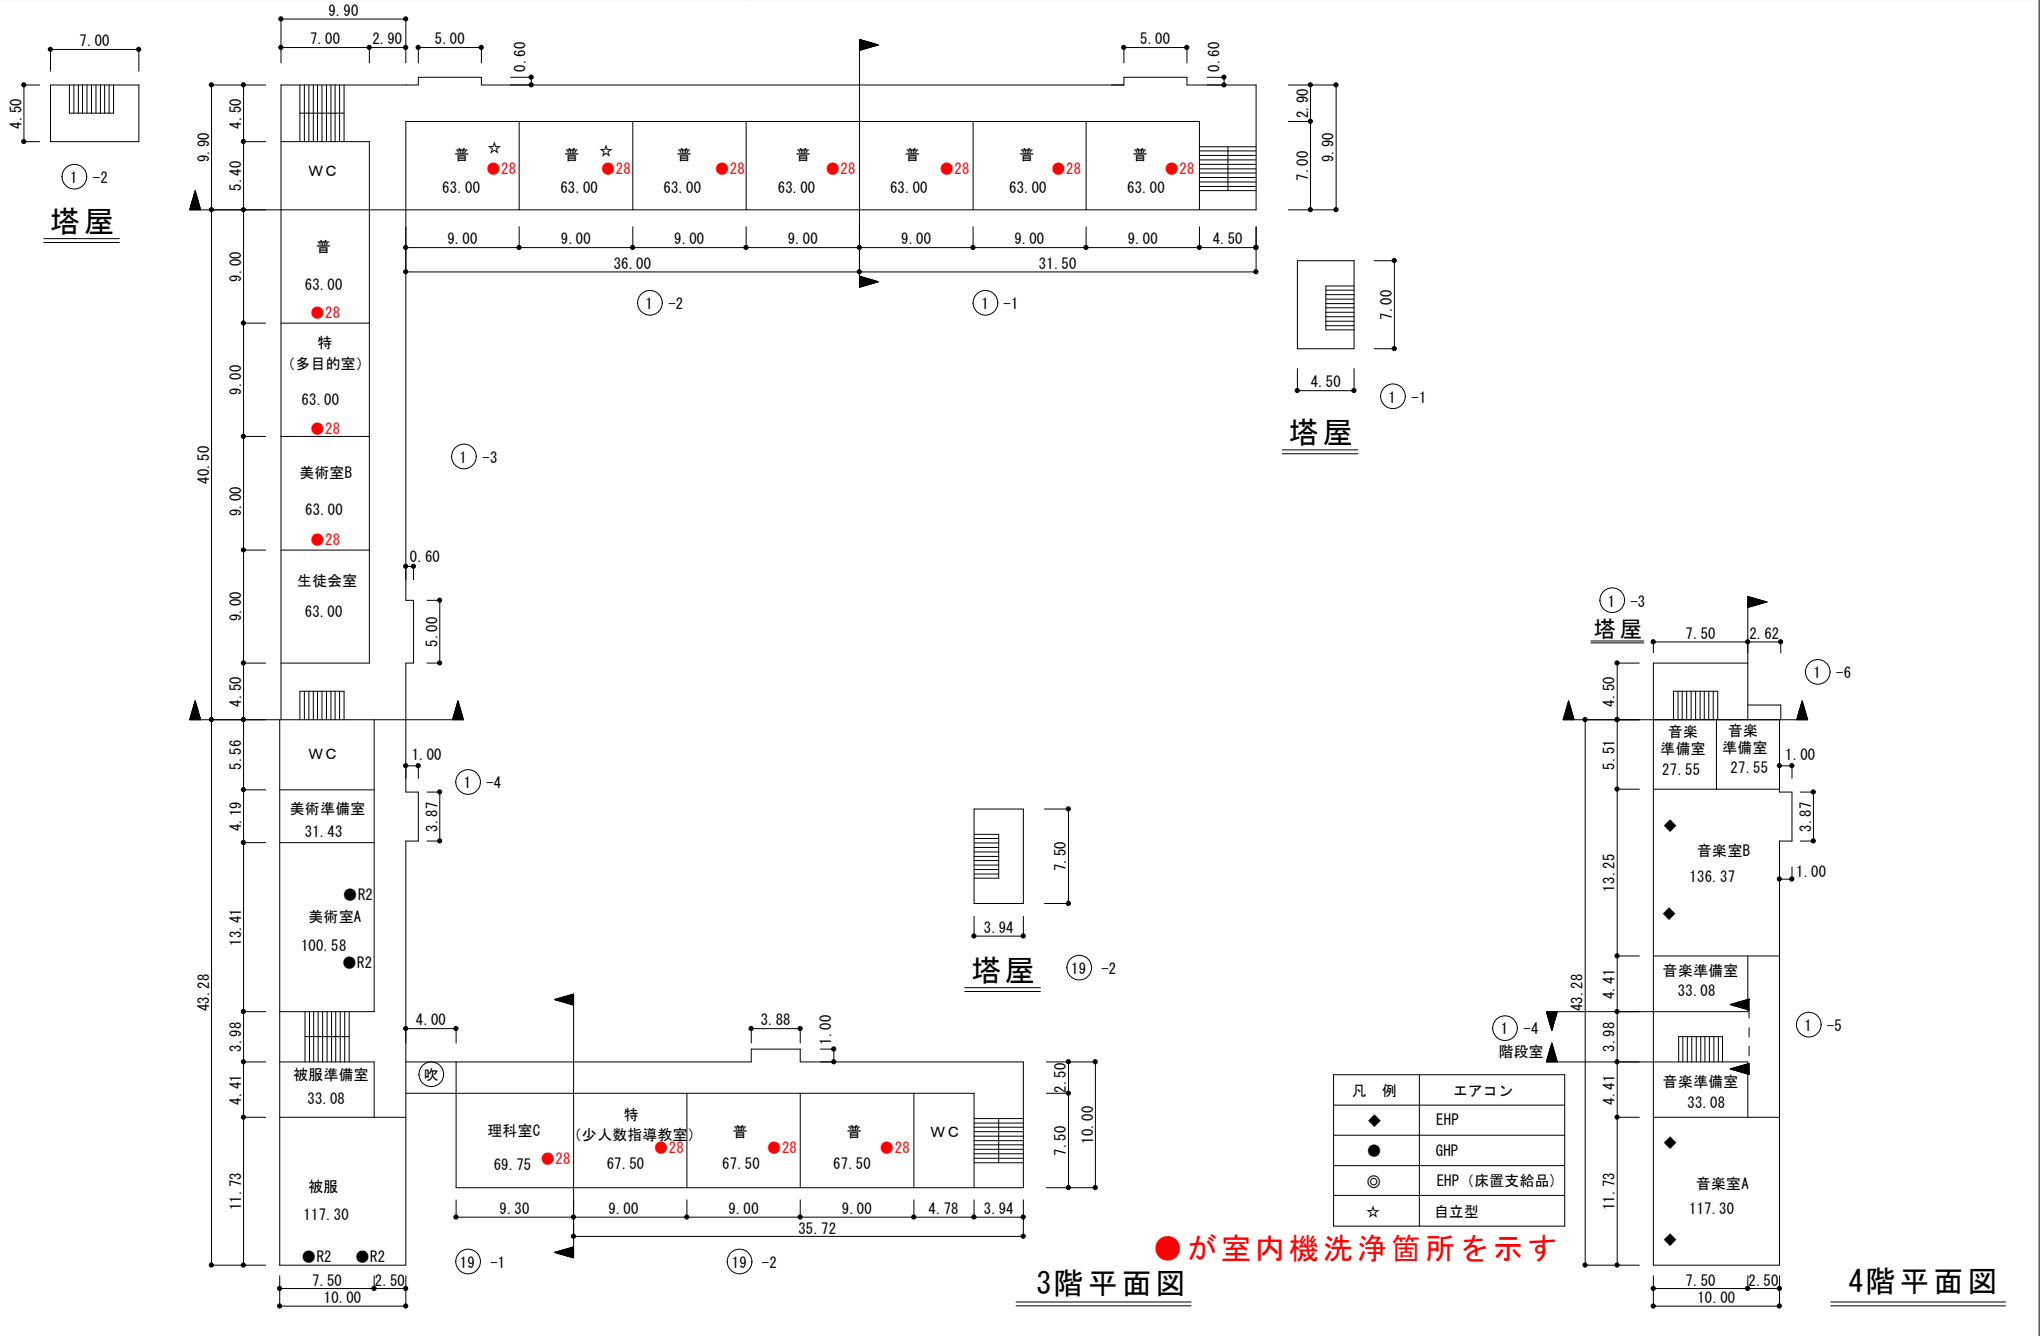 9.90
7.00
7.00
2.90
5.00
0.60
5.00
0.60
4.50
①-2
塔屋
9.90
4.50
5.40
WC
普 ☆
●28
63.00
普 ☆
●28
63.00
普
●28
63.00
普
●28
63.00
普
●28
63.00
普
●28
63.00
普
●28
63.00
2.90
7.00
9.90
9.00
9.00
9.00
9.00
9.00
9.00
9.00
4.50
36.00
31.50
①-2
①-1
7.00
4.50
①-1
塔屋
40.50
9.00
普
63.00
●28
9.00
特
(多目的室)
63.00
●28
9.00
美術室B
63.00
●28
①-3
9.00
生徒会室
63.00
0.60
5.00
4.50
43.28
5.56
WC
1.00
①-4
4.19
美術準備室
31.43
3.87
13.41
●R2
美術室A
100.58
●R2
3.98
4.41
被服準備室
33.08
11.73
被服
117.30
●R2
●R2
7.50
2.50
10.00
7.50
3.94
塔屋
⑲-2
4.00
3.88
1.00
吹
理科室C
69.75
●28
特
(少人数指導教室)
●28
67.50
普
●28
67.50
普
●28
67.50
WC
2.50
7.50
10.00
9.30
9.00
9.00
9.00
4.78
3.94
35.72
⑲-1
⑲-2
3階平面図
●が室内機洗浄箇所を示す
凡 例 エアコン
◆ EHP
● GHP
◎ EHP(床置支給品)
☆ 自立型
①-3
塔屋
7.50
2.62
①-6
4.50
5.51
音楽
準備室
27.55
音楽
準備室
27.55
1.00
3.87
13.25
音楽室B
136.37
1.00
43.28
4.41
音楽準備室
33.08
①-4
階段室
3.98
①-5
4.41
音楽準備室
33.08
11.73
音楽室A
117.30
7.50
2.50
10.00
4階平面図